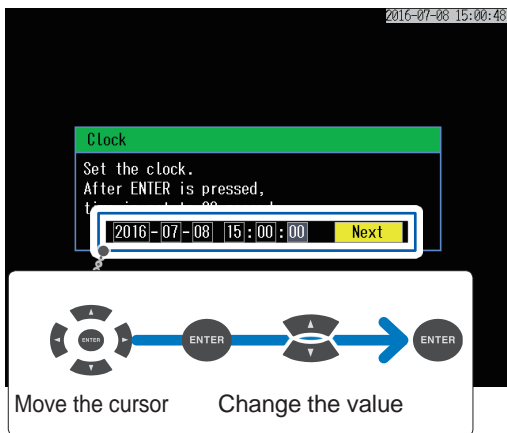 2016-07-08 15:00:48
Clock
Set the clock.
After ENTER is pressed,
2016-07-08 15:00:00 Next
ENTER ENTER ENTER
Move the cursor Change the value